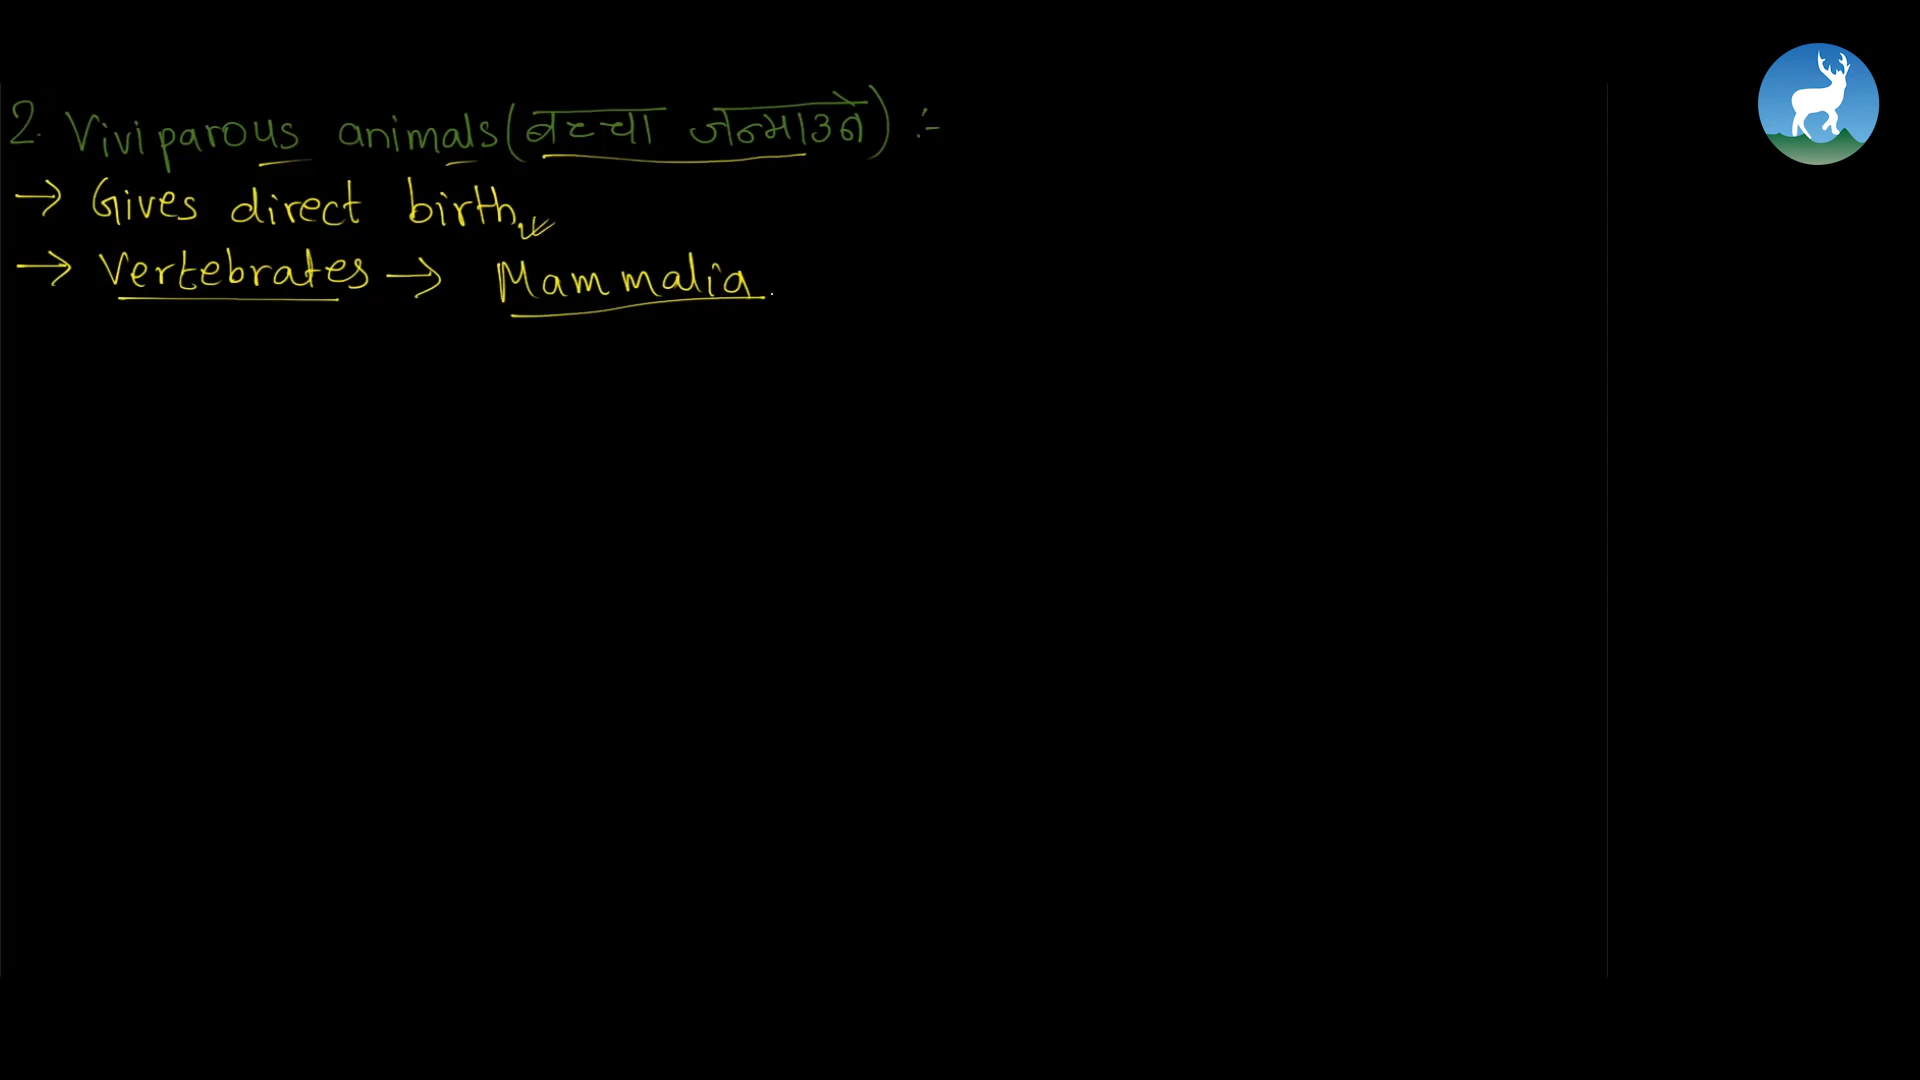 2. Viviparous animals (बच्चा जन्माउने) :-
→ Gives direct birth
→ Vertebrates → Mammalia.